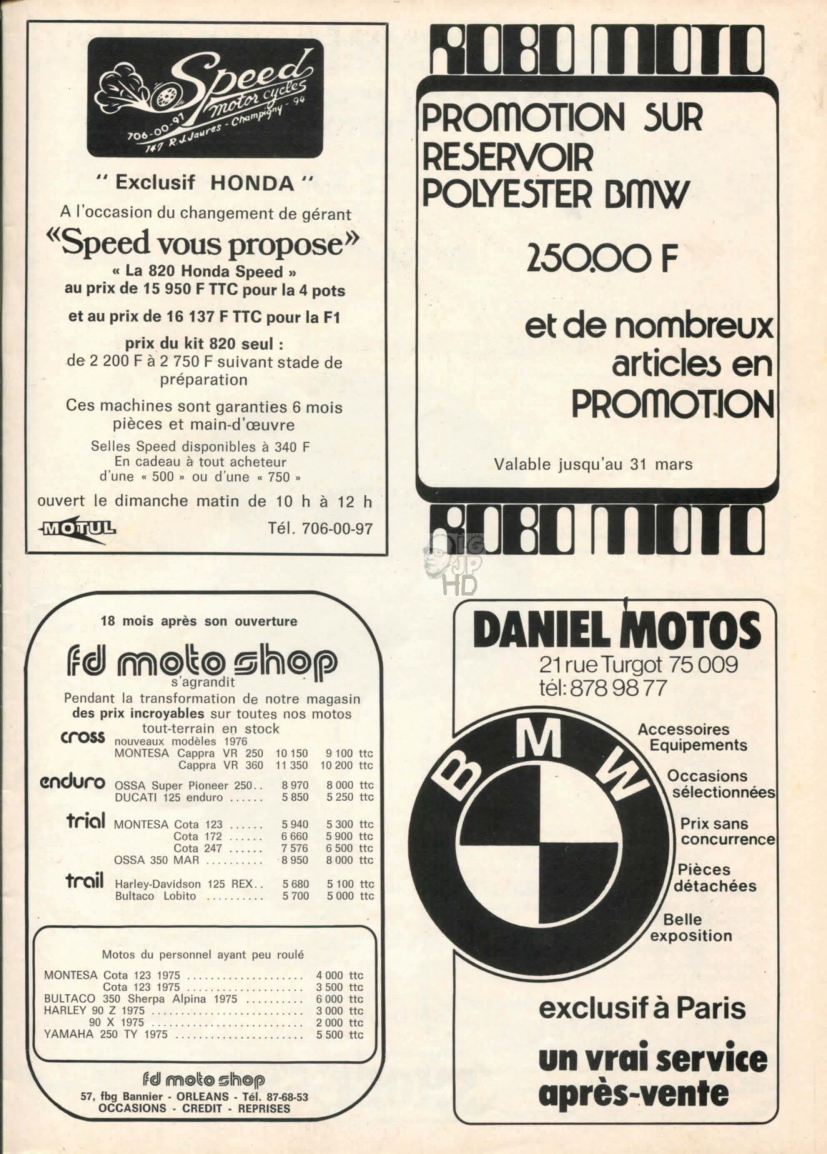 Speed
motor cycles
706-00-97
147 R.J.Jaures - Champigny - 94
" Exclusif HONDA "
A l'occasion du changement de gérant
«Speed vous propose»
« La 820 Honda Speed »
au prix de 15 950 F TTC pour la 4 pots
et au prix de 16 137 F TTC pour la F1
prix du kit 820 seul :
de 2 200 F à 2 750 F suivant stade de
préparation
Ces machines sont garanties 6 mois
pièces et main-d'œuvre
Selles Speed disponibles à 340 F
En cadeau à tout acheteur
d'une « 500 » ou d'une « 750 »
ouvert le dimanche matin de 10 h à 12 h
MOTUL Tél. 706-00-97
ROBO MOTO
PROMOTION SUR
RESERVOIR
POLYESTER BMW
250.00 F
et de nombreux
articles en
PROMOTION
Valable jusqu'au 31 mars
ROBO MOTO
LG
JP
HD
18 mois après son ouverture
fd moto shop
s'agrandit
Pendant la transformation de notre magasin
des prix incroyables sur toutes nos motos
tout-terrain en stock
cross nouveaux modèles 1976
MONTESA Cappra VR 250 10 150 9 100 ttc
Cappra VR 360 11 350 10 200 ttc
enduro OSSA Super Pioneer 250.. 8 970 8 000 ttc
DUCATI 125 enduro ...... 5 850 5 250 ttc
trial MONTESA Cota 123 ...... 5 940 5 300 ttc
Cota 172 ...... 6 660 5 900 ttc
Cota 247 ...... 7 576 6 500 ttc
OSSA 350 MAR .......... 8 950 8 000 ttc
trail Harley-Davidson 125 REX.. 5 680 5 100 ttc
Bultaco Lobito .......... 5 700 5 000 ttc
Motos du personnel ayant peu roulé
MONTESA Cota 123 1975 .................... 4 000 ttc
Cota 123 1975 .................... 3 500 ttc
BULTACO 350 Sherpa Alpina 1975 .......... 6 000 ttc
HARLEY 90 Z 1975 .......................... 3 000 ttc
90 X 1975 .......................... 2 000 ttc
YAMAHA 250 TY 1975 ...................... 5 500 ttc
fd moto shop
57, fbg Bannier - ORLEANS - Tél. 87-68-53
OCCASIONS - CREDIT - REPRISES
DANIEL MOTOS
21 rue Turgot 75 009
tél: 878 98 77
BMW
Accessoires
Equipements
Occasions
sélectionnées
Prix sans
concurrence
Pièces
détachées
Belle
exposition
exclusif à Paris
un vrai service
après-vente